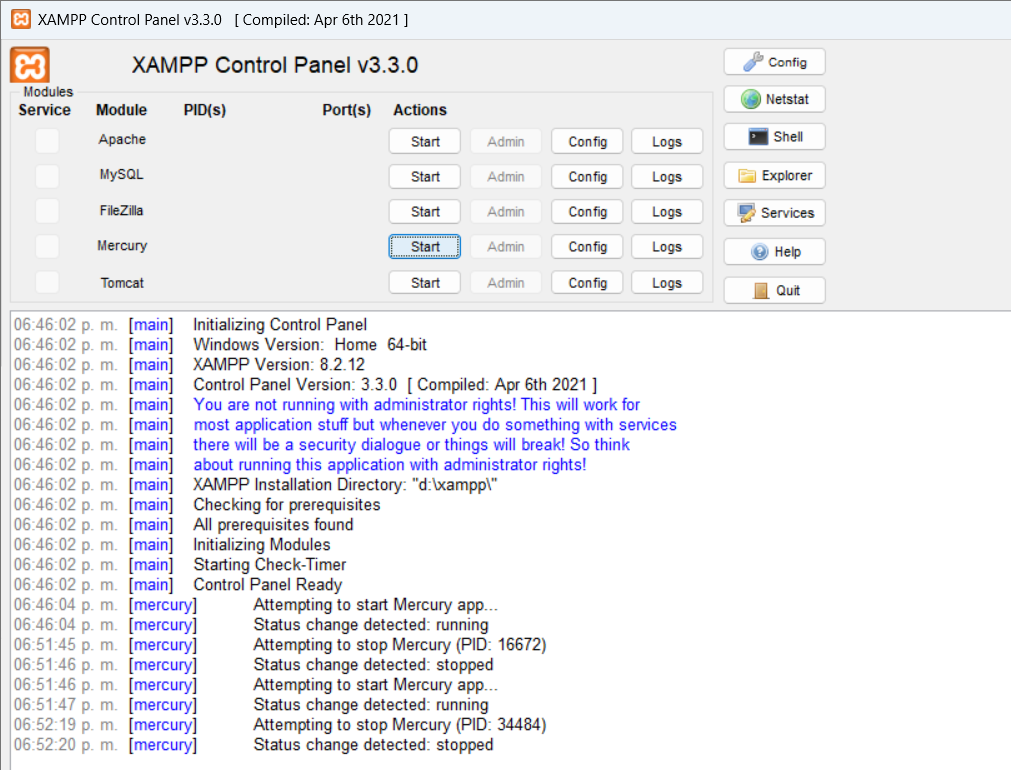 XAMPP Control Panel v3.3.0 [ Compiled: Apr 6th 2021 ]
XAMPP Control Panel v3.3.0
Config
Modules
Service Module PID(s) Port(s) Actions
Netstat
Apache Start Admin Config Logs
Shell
MySQL Start Admin Config Logs
Explorer
FileZilla Start Admin Config Logs
Services
Mercury Start Admin Config Logs
Help
Tomcat Start Admin Config Logs
Quit
06:46:02 p. m. [main] Initializing Control Panel
06:46:02 p. m. [main] Windows Version: Home 64-bit
06:46:02 p. m. [main] XAMPP Version: 8.2.12
06:46:02 p. m. [main] Control Panel Version: 3.3.0 [ Compiled: Apr 6th 2021 ]
06:46:02 p. m. [main] You are not running with administrator rights! This will work for
06:46:02 p. m. [main] most application stuff but whenever you do something with services
06:46:02 p. m. [main] there will be a security dialogue or things will break! So think
06:46:02 p. m. [main] about running this application with administrator rights!
06:46:02 p. m. [main] XAMPP Installation Directory: "d:\xampp\"
06:46:02 p. m. [main] Checking for prerequisites
06:46:02 p. m. [main] All prerequisites found
06:46:02 p. m. [main] Initializing Modules
06:46:02 p. m. [main] Starting Check-Timer
06:46:02 p. m. [main] Control Panel Ready
06:46:04 p. m. [mercury] Attempting to start Mercury app...
06:46:04 p. m. [mercury] Status change detected: running
06:51:45 p. m. [mercury] Attempting to stop Mercury (PID: 16672)
06:51:46 p. m. [mercury] Status change detected: stopped
06:51:46 p. m. [mercury] Attempting to start Mercury app...
06:51:47 p. m. [mercury] Status change detected: running
06:52:19 p. m. [mercury] Attempting to stop Mercury (PID: 34484)
06:52:20 p. m. [mercury] Status change detected: stopped